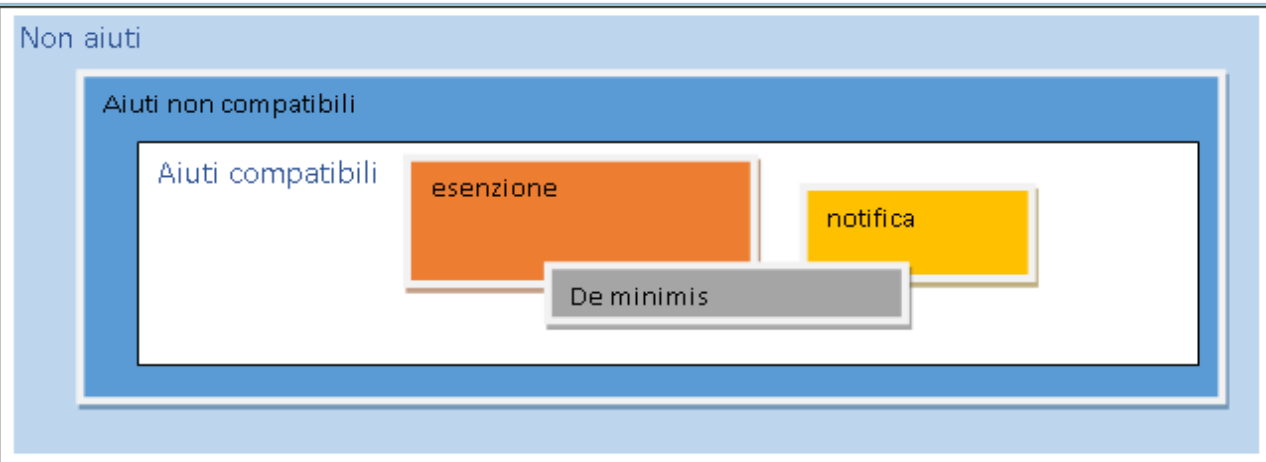 Non aiuti
Aiuti non compatibili
Aiuti compatibili
esenzione
notifica
De minimis